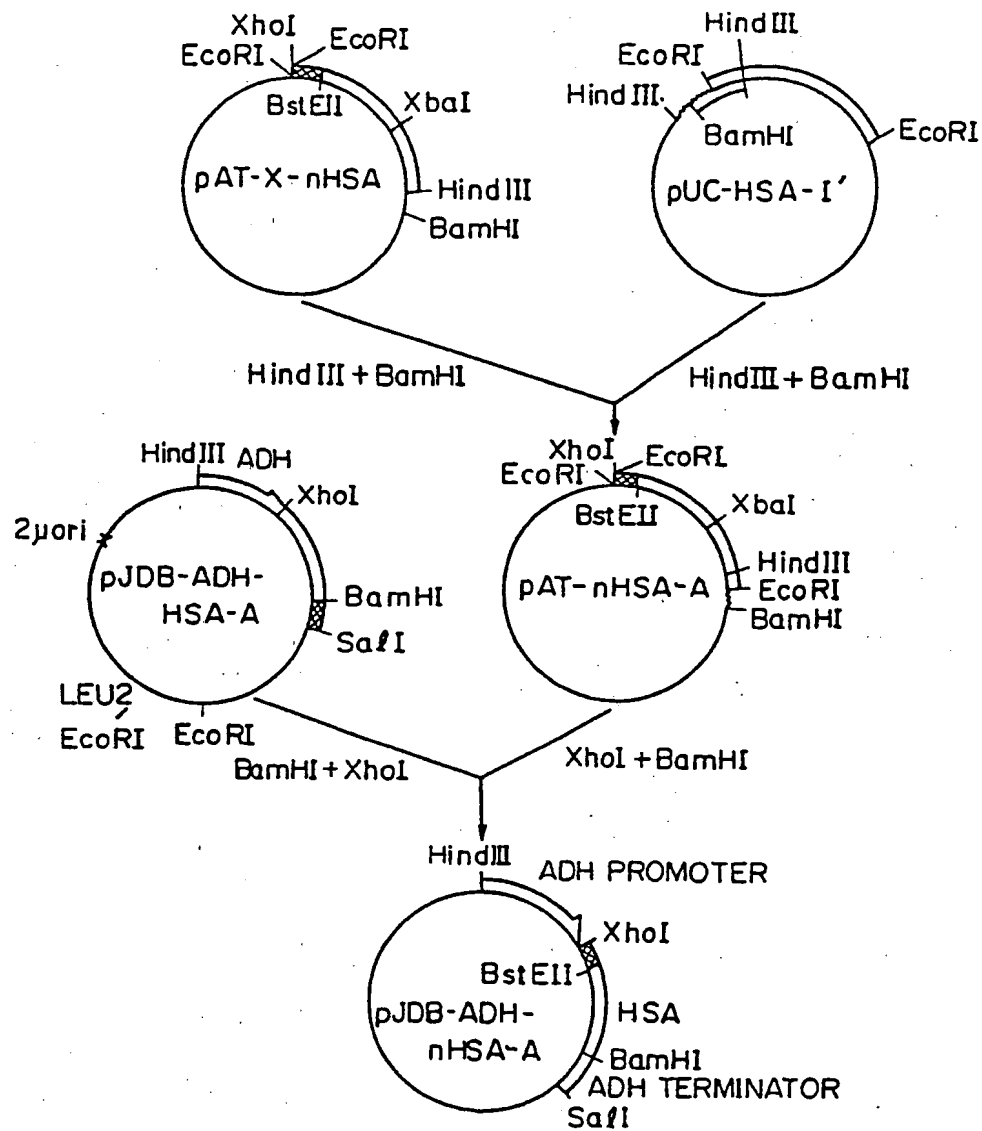 XhoI
EcoRI
EcoRI
BstEII
XbaI
pAT-X-nHSA
HindIII
BamHI
HindIII
EcoRI
HindIII
BamHI
EcoRI
pUC-HSA-I'
HindIII + BamHI
HindIII + BamHI
HindIII
ADH
XhoI
2μori
pJDB-ADH-
HSA-A
BamHI
SalI
LEU2
EcoRI
EcoRI
XhoI
EcoRI
EcoRI
BstEII
XbaI
pAT-nHSA-A
HindIII
EcoRI
BamHI
BamHI + XhoI
XhoI + BamHI
HindIII
ADH PROMOTER
XhoI
BstEII
pJDB-ADH-
nHSA-A
HSA
BamHI
ADH TERMINATOR
SalI